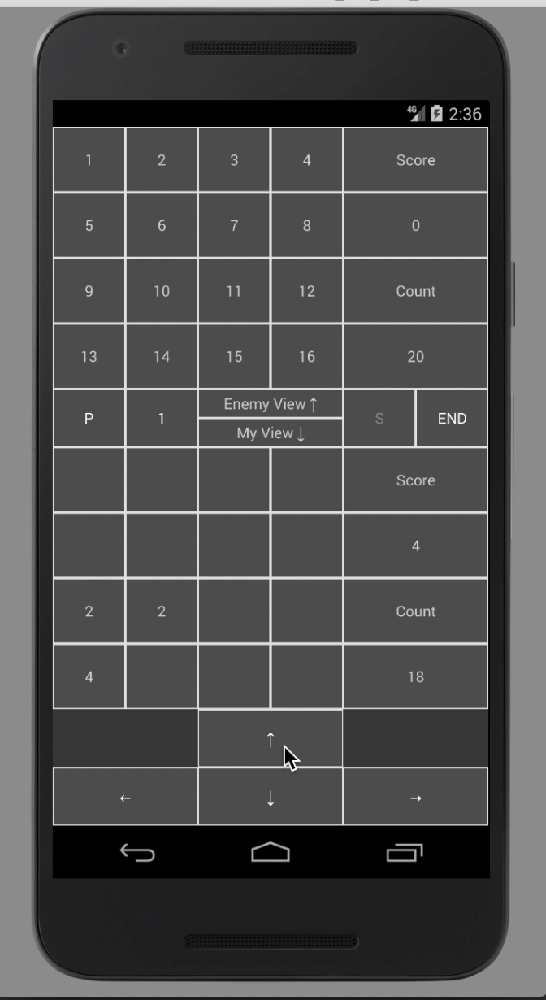 4G 2:36
1 2 3 4 Score
5 6 7 8 0
9 10 11 12 Count
13 14 15 16 20
P 1 Enemy View ↑ S END
My View ↓
Score
4
2 2 Count
4 18
↑
← ↓ →